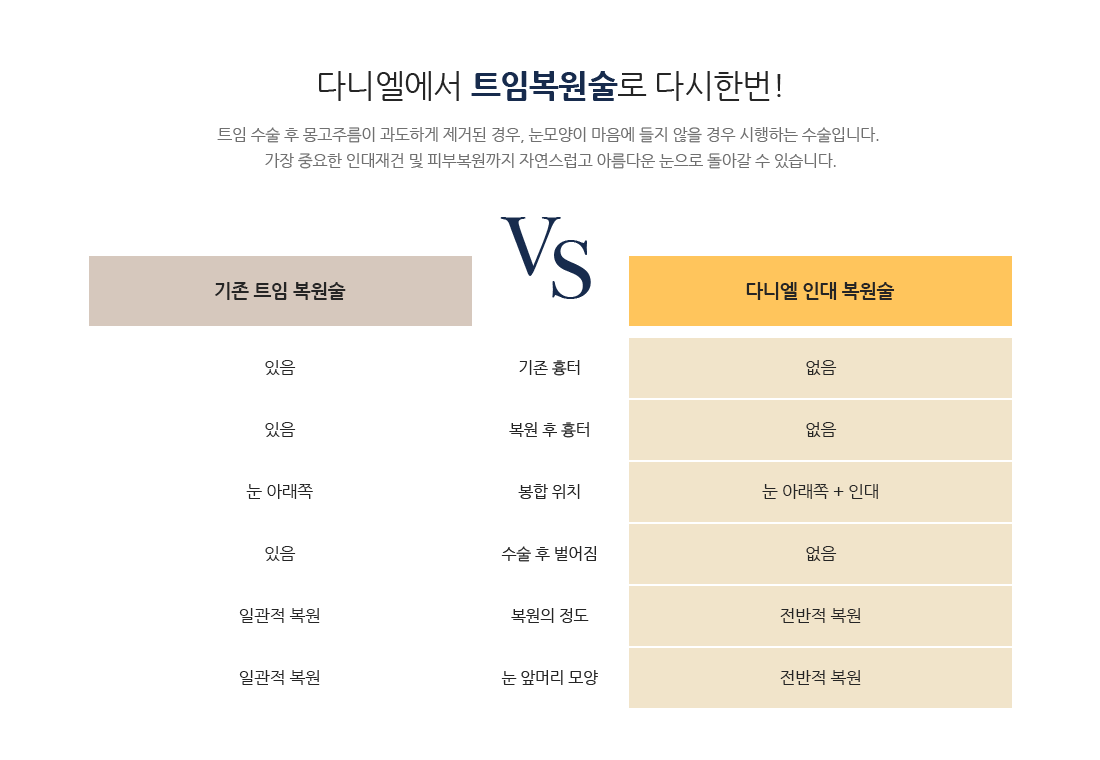 다니엘에서 트임복원술로 다시한번!
트임 수술 후 몽고주름이 과도하게 제거된 경우, 눈모양이 마음에 들지 않을 경우 시행하는 수술입니다.
가장 중요한 인대재건 및 피부복원까지 자연스럽고 아름다운 눈으로 돌아갈 수 있습니다.
VS
기존 트임 복원술 다니엘 인대 복원술
있음 기존 흉터 없음
있음 복원 후 흉터 없음
눈 아래쪽 봉합 위치 눈 아래쪽 + 인대
있음 수술 후 벌어짐 없음
일관적 복원 복원의 정도 전반적 복원
일관적 복원 눈 앞머리 모양 전반적 복원